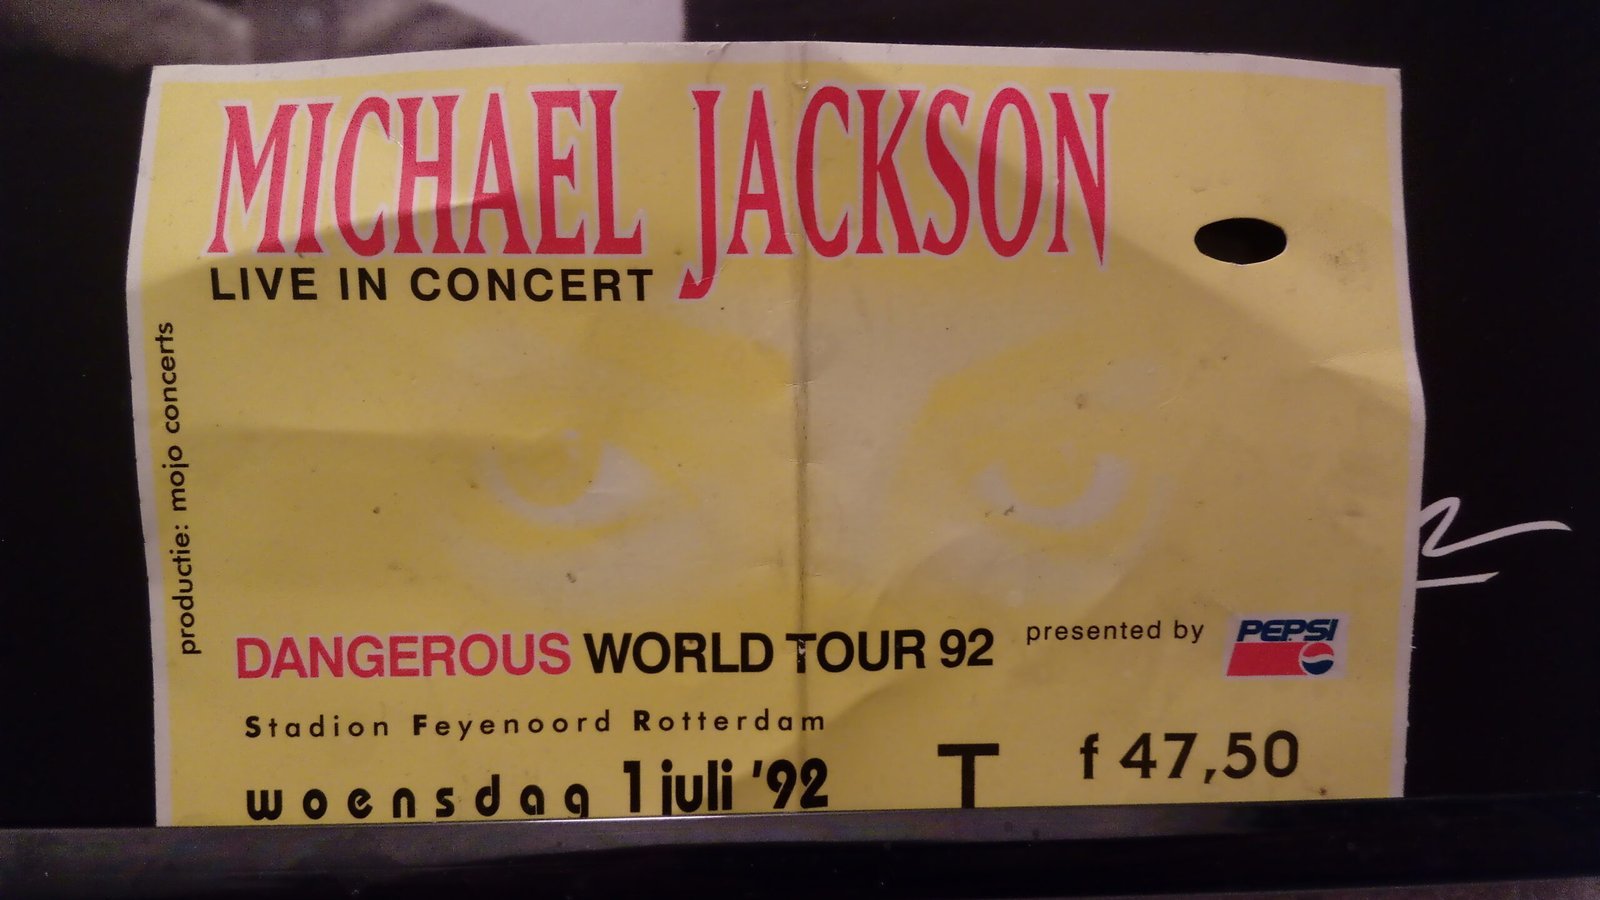 MICHAEL JACKSON
LIVE IN CONCERT
productie: mojo concerts
DANGEROUS WORLD TOUR 92
presented by PEPSI
Stadion Feyenoord Rotterdam
woensdag 1 juli '92
T
f 47,50